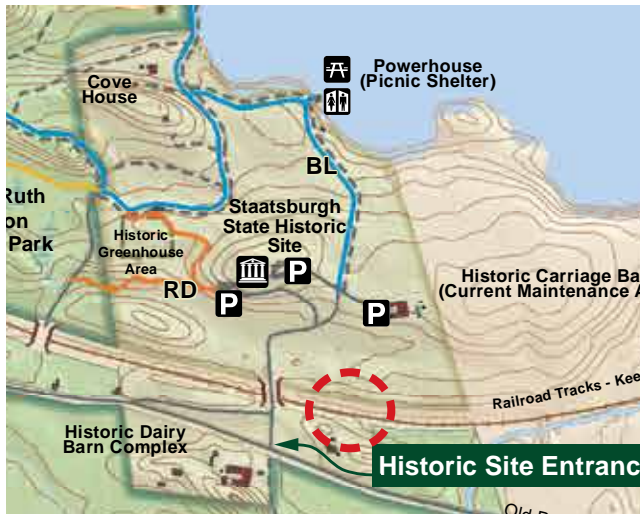 Powerhouse
(Picnic Shelter)
Cove
House
BL
Ruth
on
Park
Staatsburgh
State Historic
Site
Historic
Greenhouse
Area
RD
P
P
P
Historic Carriage Ba
(Current Maintenance A
Railroad Tracks - Kee
Historic Dairy
Barn Complex
Historic Site Entranc